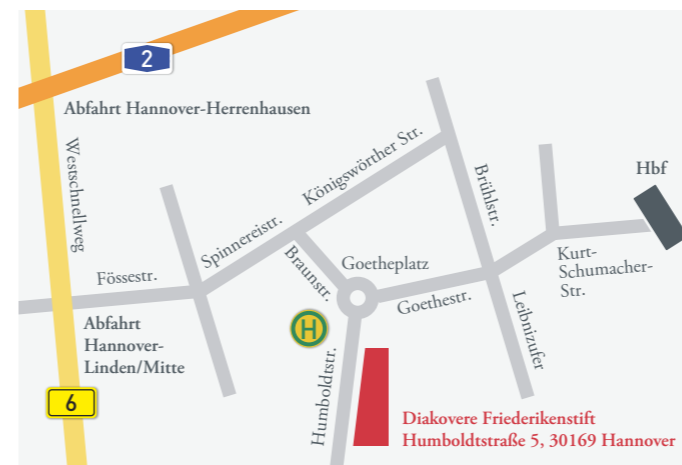 2
Abfahrt Hannover-Herrenhausen
Westschnellweg
Königswörther Str.
Brühlstr.
Hbf
Spinnereistr.
Braunstr.
Goetheplatz
Kurt-
Schumacher-
Str.
Fössestr.
Goethestr.
Leibnizufer
Abfahrt
Hannover-
Linden/Mitte
H
Humboldtstr.
6
Diakovere Friederikenstift
Humboldtstraße 5, 30169 Hannover